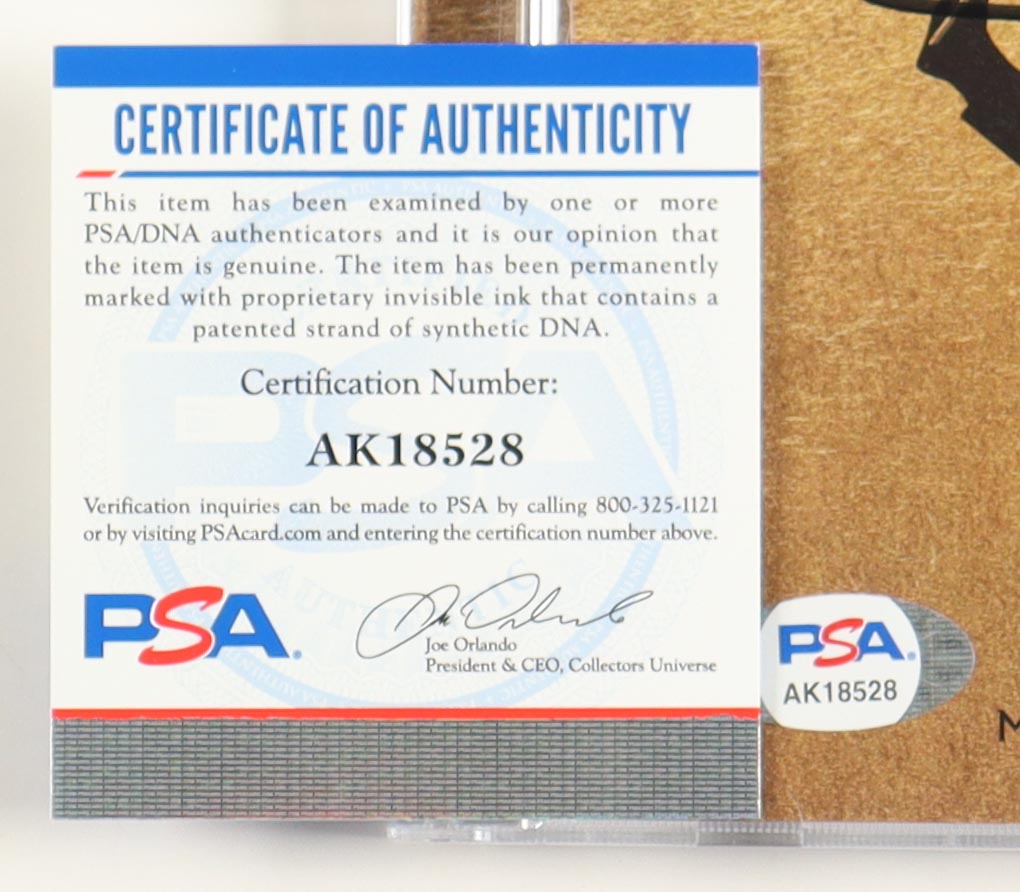 CERTIFICATE OF AUTHENTICITY
This item has been examined by one or more
PSA/DNA authenticators and it is our opinion that
the item is genuine. The item has been permanently
marked with proprietary invisible ink that contains a
patented strand of synthetic DNA.
Certification Number:
AK18528
Verification inquiries can be made to PSA by calling 800-325-1121
or by visiting PSAcard.com and entering the certification number above.
PSA.
Joe Orlando
President & CEO, Collectors Universe
PSA.
AK18528
M